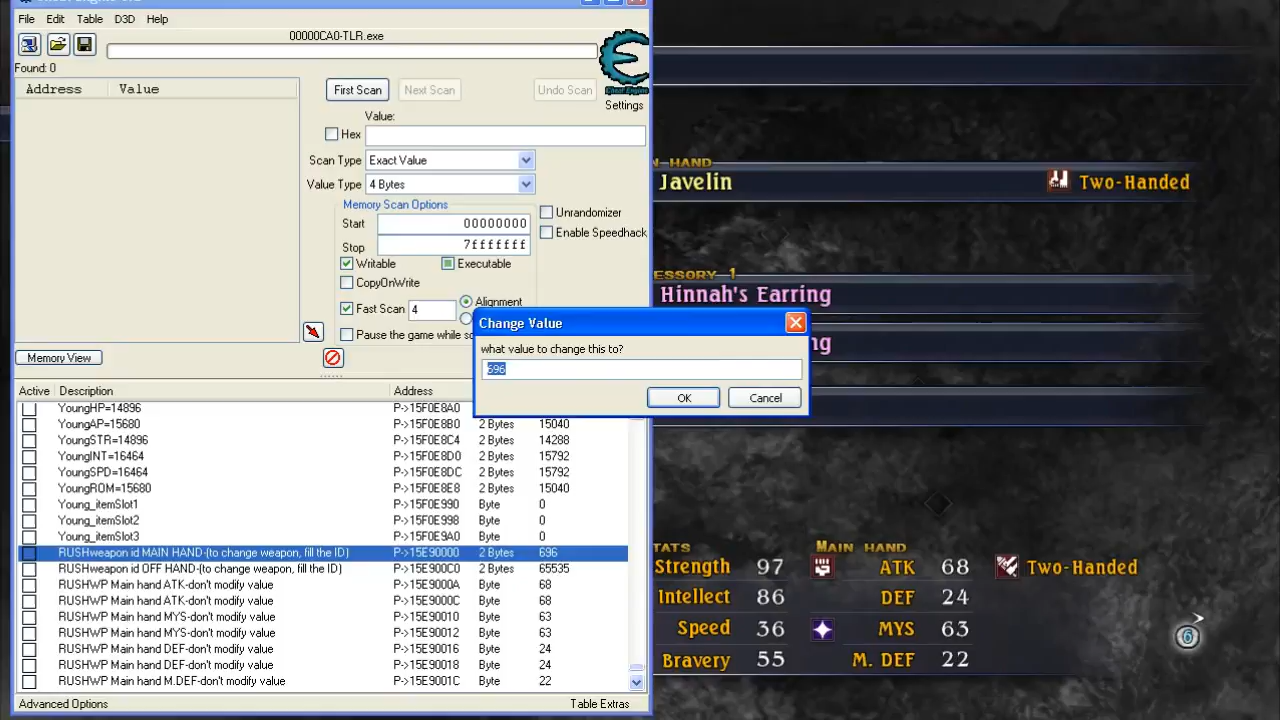 File Edit Table D3D Help
00000CA0-TLR.exe
Found: 0
Address Value
First Scan Next Scan Undo Scan
Settings
Value:
Hex
Scan Type Exact Value
Value Type 4 Bytes
Memory Scan Options
Start 00000000
Stop 7fffffff
Unrandomizer
Enable Speedhack
Writable Executable
CopyOnWrite
Fast Scan 4 Alignment
Pause the game while
Memory View
Change Value
what value to change this to?
696
OK Cancel
Active Description Address
YoungHP=14896 P->15F0E8A0
YoungAP=15680 P->15F0E8B0 2 Bytes 15040
YoungSTR=14896 P->15F0E8C4 2 Bytes 14288
YoungINT=16464 P->15F0E8D0 2 Bytes 15792
YoungSPD=16464 P->15F0E8DC 2 Bytes 15792
YoungROM=15680 P->15F0E8E8 2 Bytes 15040
Young_itemSlot1 P->15F0E990 Byte 0
Young_itemSlot2 P->15F0E998 Byte 0
Young_itemSlot3 P->15F0E9A0 Byte 0
RUSHweapon id MAIN HAND-(to change weapon, fill the ID) P->15E90000 2 Bytes 696
RUSHweapon id OFF HAND-(to change weapon, fill the ID) P->15E900C0 2 Bytes 65535
RUSHWP Main hand ATK-don't modify value P->15E9000A Byte 68
RUSHWP Main hand ATK-don't modify value P->15E9000C Byte 68
RUSHWP Main hand MYS-don't modify value P->15E90010 Byte 63
RUSHWP Main hand MYS-don't modify value P->15E90012 Byte 63
RUSHWP Main hand DEF-don't modify value P->15E90016 Byte 24
RUSHWP Main hand DEF-don't modify value P->15E90018 Byte 24
RUSHWP Main hand M.DEF-don't modify value P->15E9001C Byte 22
Advanced Options Table Extras
HAND
Javelin Two-Handed
ESSORY 1
Hinnah's Earring
ng
TATS MAIN HAND
Strength 97 ATK 68 Two-Handed
Intellect 86 DEF 24
Speed 36 MYS 63
Bravery 55 M. DEF 22
6